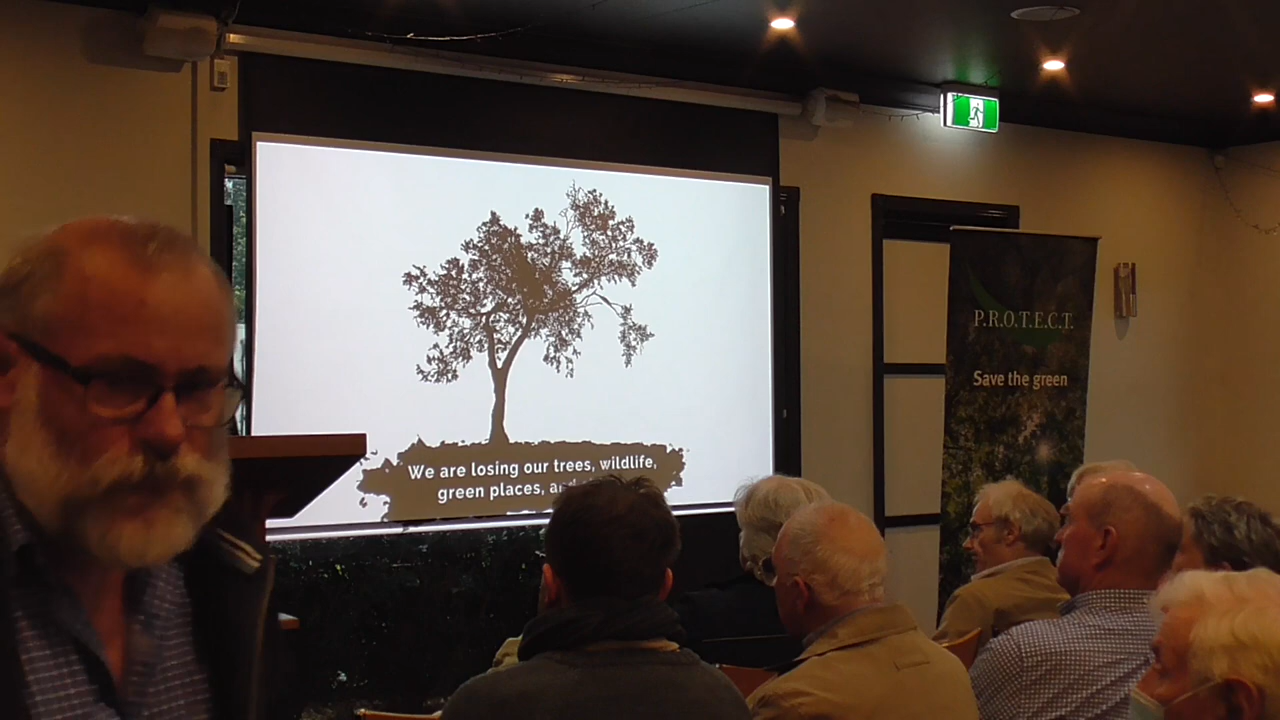 We are losing our trees, wildlife,
green places,
P.R.O.T.E.C.T.
Save the green